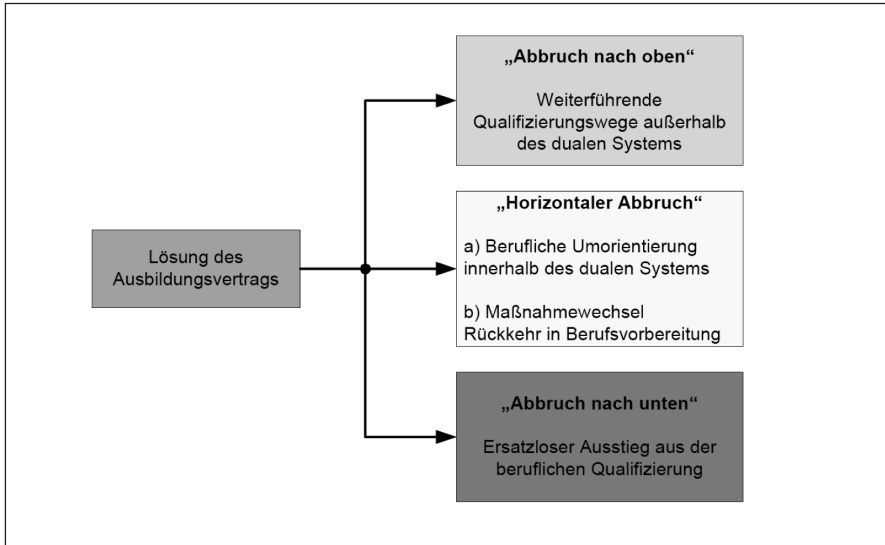 „Abbruch nach oben“
Weiterführende
Qualifizierungswege außerhalb
des dualen Systems
„Horizontaler Abbruch“
a) Berufliche Umorientierung
innerhalb des dualen Systems
b) Maßnahmewechsel
Rückkehr in Berufsvorbereitung
Lösung des
Ausbildungsvertrags
„Abbruch nach unten“
Ersatzloser Ausstieg aus der
beruflichen Qualifizierung